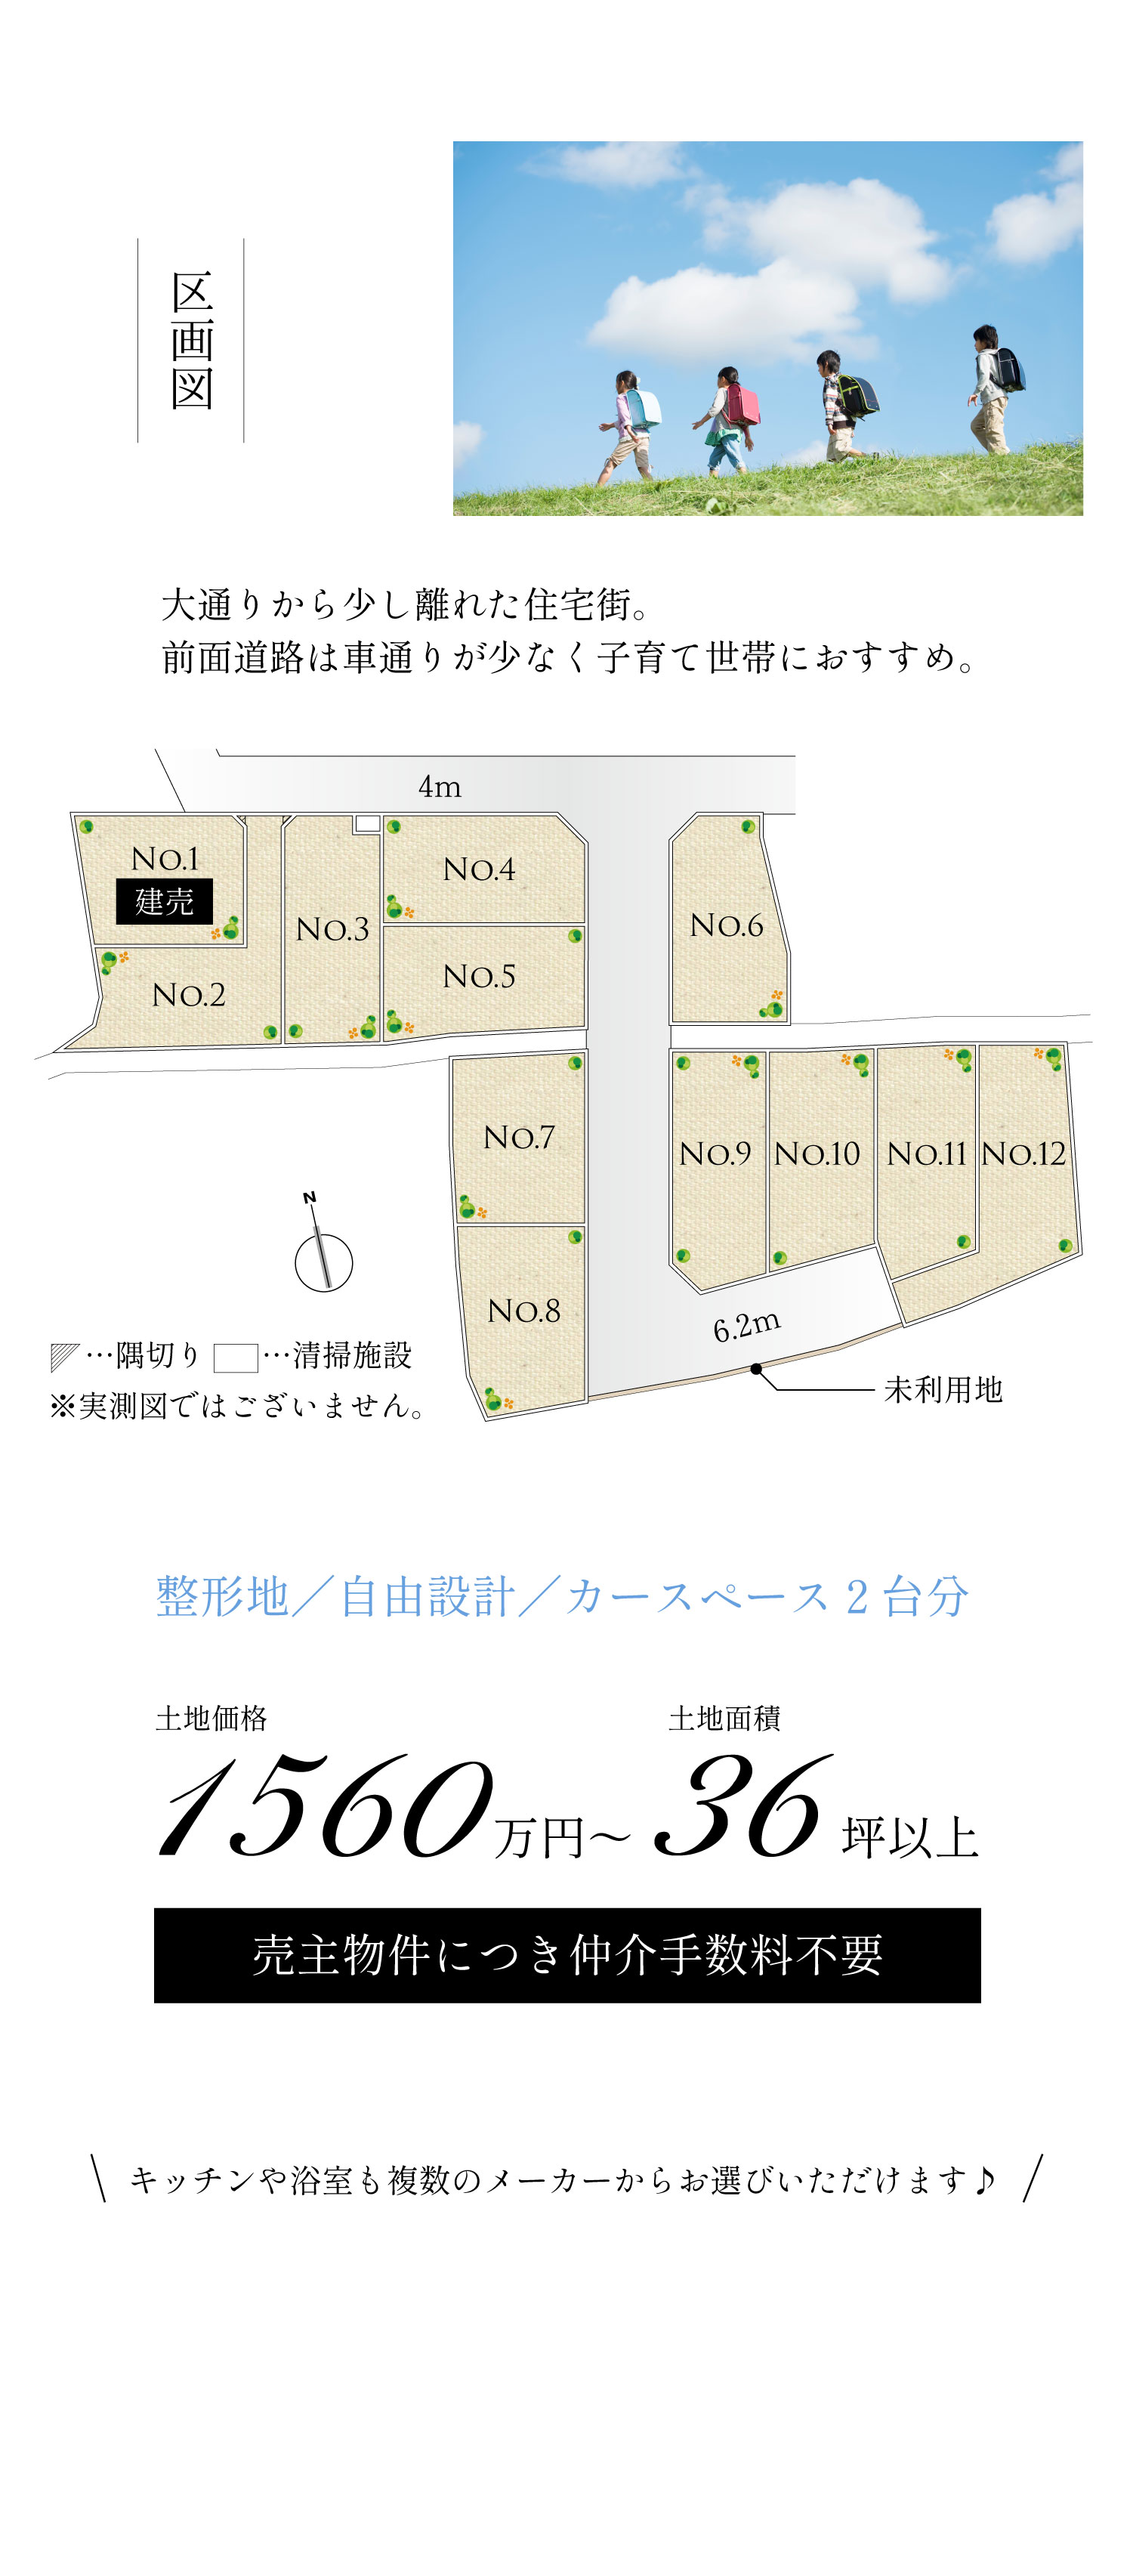 区画図
大通りから少し離れた住宅街。
前面道路は車通りが少なく子育て世帯におすすめ。
4m
No.1
建売
No.2
No.3
No.4
No.5
No.6
No.7
No.8
No.9
No.10
No.11
No.12
6.2m
未利用地
N
…隅切り …清掃施設
※実測図ではございません。
整形地／自由設計／カースペース２台分
土地価格
1560万円〜
土地面積
36坪以上
売主物件につき仲介手数料不要
\ キッチンや浴室も複数のメーカーからお選びいただけます♪ /